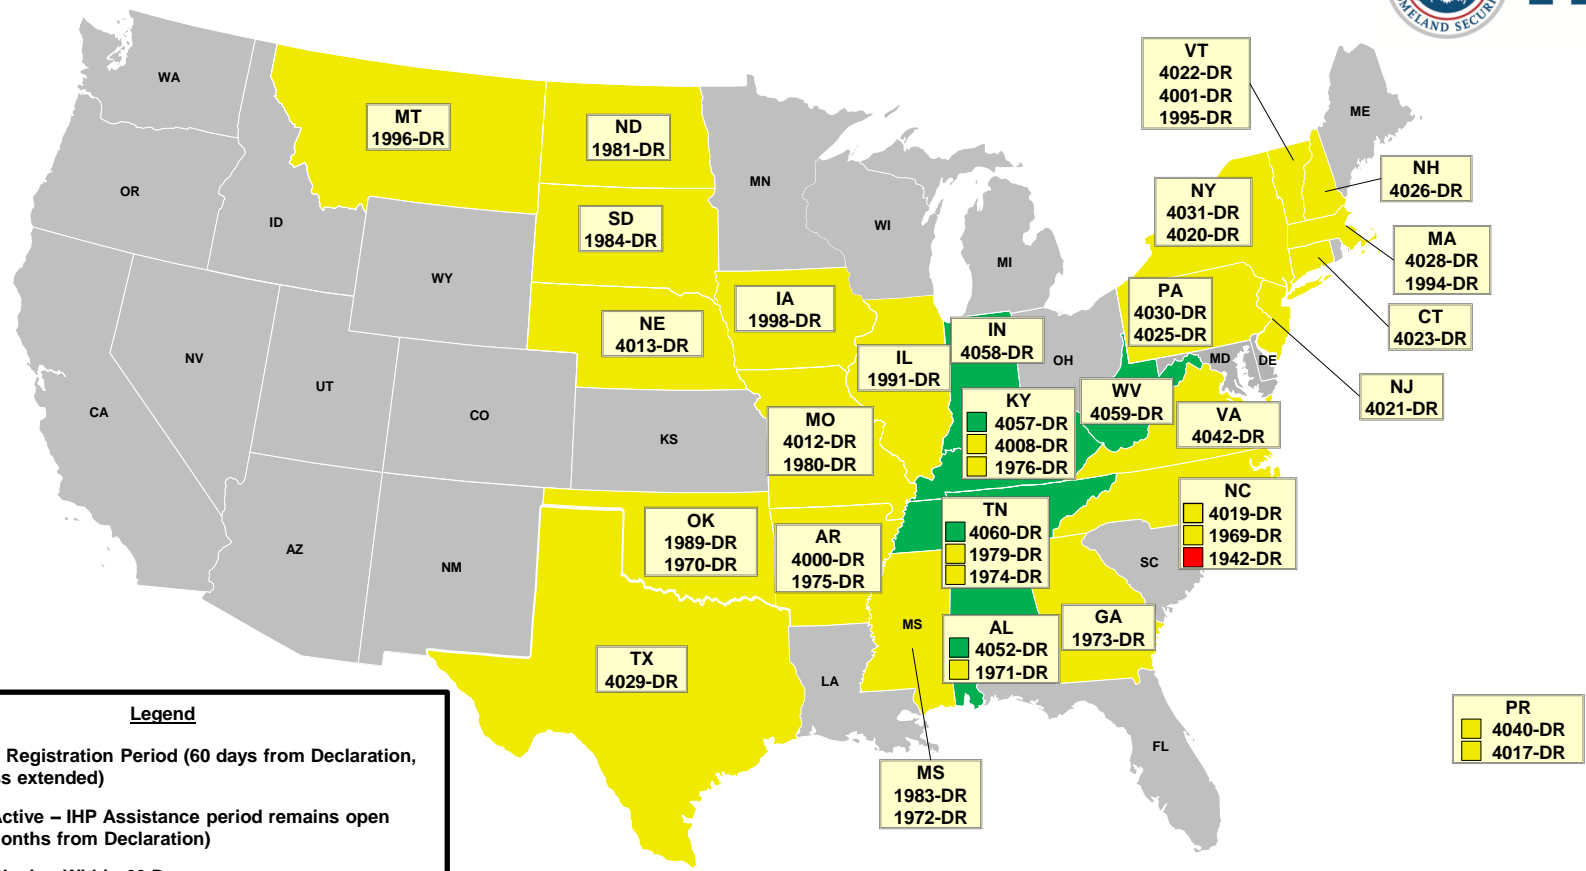 WA
OR
CA
NV
ID
UT
AZ
MT
1996-DR
WY
CO
NM
ND
1981-DR
SD
1984-DR
NE
4013-DR
KS
OK
1989-DR
1970-DR
TX
4029-DR
MN
IA
1998-DR
MO
4012-DR
1980-DR
AR
4000-DR
1975-DR
LA
WI
IL
1991-DR
MS
MS
1983-DR
1972-DR
MI
IN
4058-DR
OH
KY
4057-DR
4008-DR
1976-DR
TN
4060-DR
1979-DR
1974-DR
AL
4052-DR
1971-DR
GA
1973-DR
FL
SC
NC
4019-DR
1969-DR
1942-DR
VA
4042-DR
WV
4059-DR
MD
DE
PA
4030-DR
4025-DR
NY
4031-DR
4020-DR
VT
4022-DR
4001-DR
1995-DR
ME
NH
4026-DR
MA
4028-DR
1994-DR
CT
4023-DR
NJ
4021-DR
PR
4040-DR
4017-DR
Legend
Registration Period (60 days from Declaration,
ss extended)
Active – IHP Assistance period remains open
onths from Declaration)
MELAND SECURI